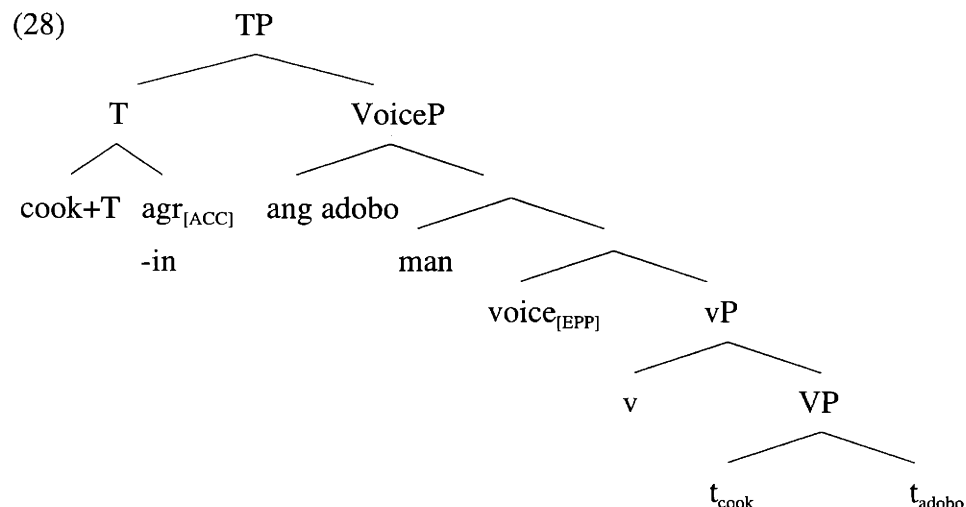 (28) TP
T VoiceP
cook+T agr[ACC] ang adobo
-in man
voice[EPP] vP
v VP
tcook tadobo